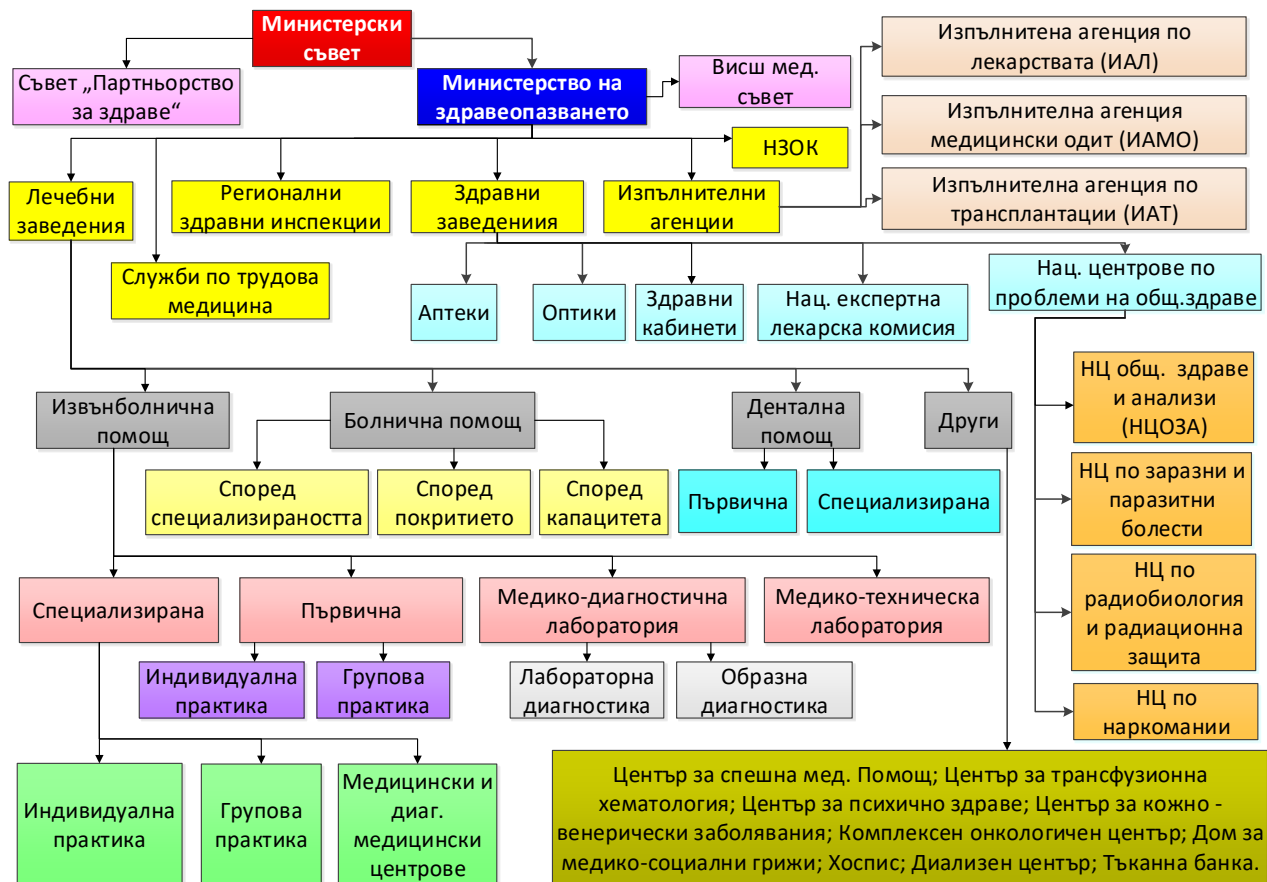 Министерски
съвет
Съвет „Партньорство
за здраве“
Министерство на
здравеопазването
Висш мед.
съвет
Изпълнитена агенция по
лекарствата (ИАЛ)
Изпълнителна агенция
медицински одит (ИАМО)
Изпълнителна агенция по
трансплантации (ИАТ)
НЗОК
Лечебни
заведения
Регионални
здравни инспекции
Здравни
заведениия
Изпълнителни
агенции
Служби по трудова
медицина
Аптеки
Оптики
Здравни
кабинети
Нац. експертна
лекарска комисия
Нац. центрове по
проблеми на общ.здраве
НЦ общ. здраве
и анализи
(НЦОЗА)
НЦ по заразни и
паразитни
болести
НЦ по
радиобиология
и радиационна
защита
НЦ по
наркомании
Извънболнична
помощ
Болнична помощ
Дентална
помощ
Други
Според
специализираността
Според
покритието
Според
капацитета
Първична
Специализирана
Специализирана
Първична
Медико-диагностична
лаборатория
Медико-техническа
лаборатория
Индивидуална
практика
Групова
практика
Лабораторна
диагностика
Образна
диагностика
Индивидуална
практика
Групова
практика
Медицински и
диаг.
медицински
центрове
Център за спешна мед. Помощ; Център за трансфузионна
хематология; Център за психично здраве; Център за кожно -
венерически заболявания; Комплексен онкологичен център; Дом за
медико-социални грижи; Хоспис; Диализен център; Тъканна банка.